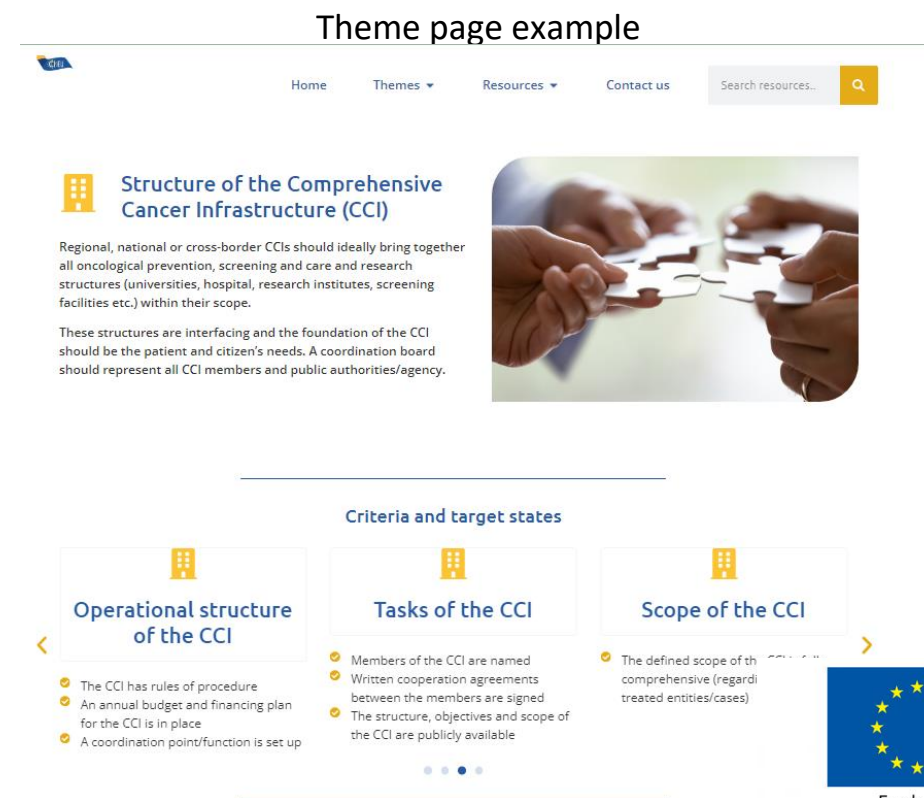 Theme page example
Home Themes Resources Contact us Search resources..
Structure of the Comprehensive
Cancer Infrastructure (CCI)
Regional, national or cross-border CCIs should ideally bring together
all oncological prevention, screening and care and research
structures (universities, hospital, research institutes, screening
facilities etc.) within their scope.
These structures are interfacing and the foundation of the CCI
should be the patient and citizen's needs. A coordination board
should represent all CCI members and public authorities/agency.
Criteria and target states
Operational structure
of the CCI
The CCI has rules of procedure
An annual budget and financing plan
for the CCI is in place
A coordination point/function is set up
Tasks of the CCI
Members of the CCI are named
Written cooperation agreements
between the members are signed
The structure, objectives and scope of
the CCI are publicly available
Scope of the CCI
The defined scope of
comprehensive
treated entities/cases)